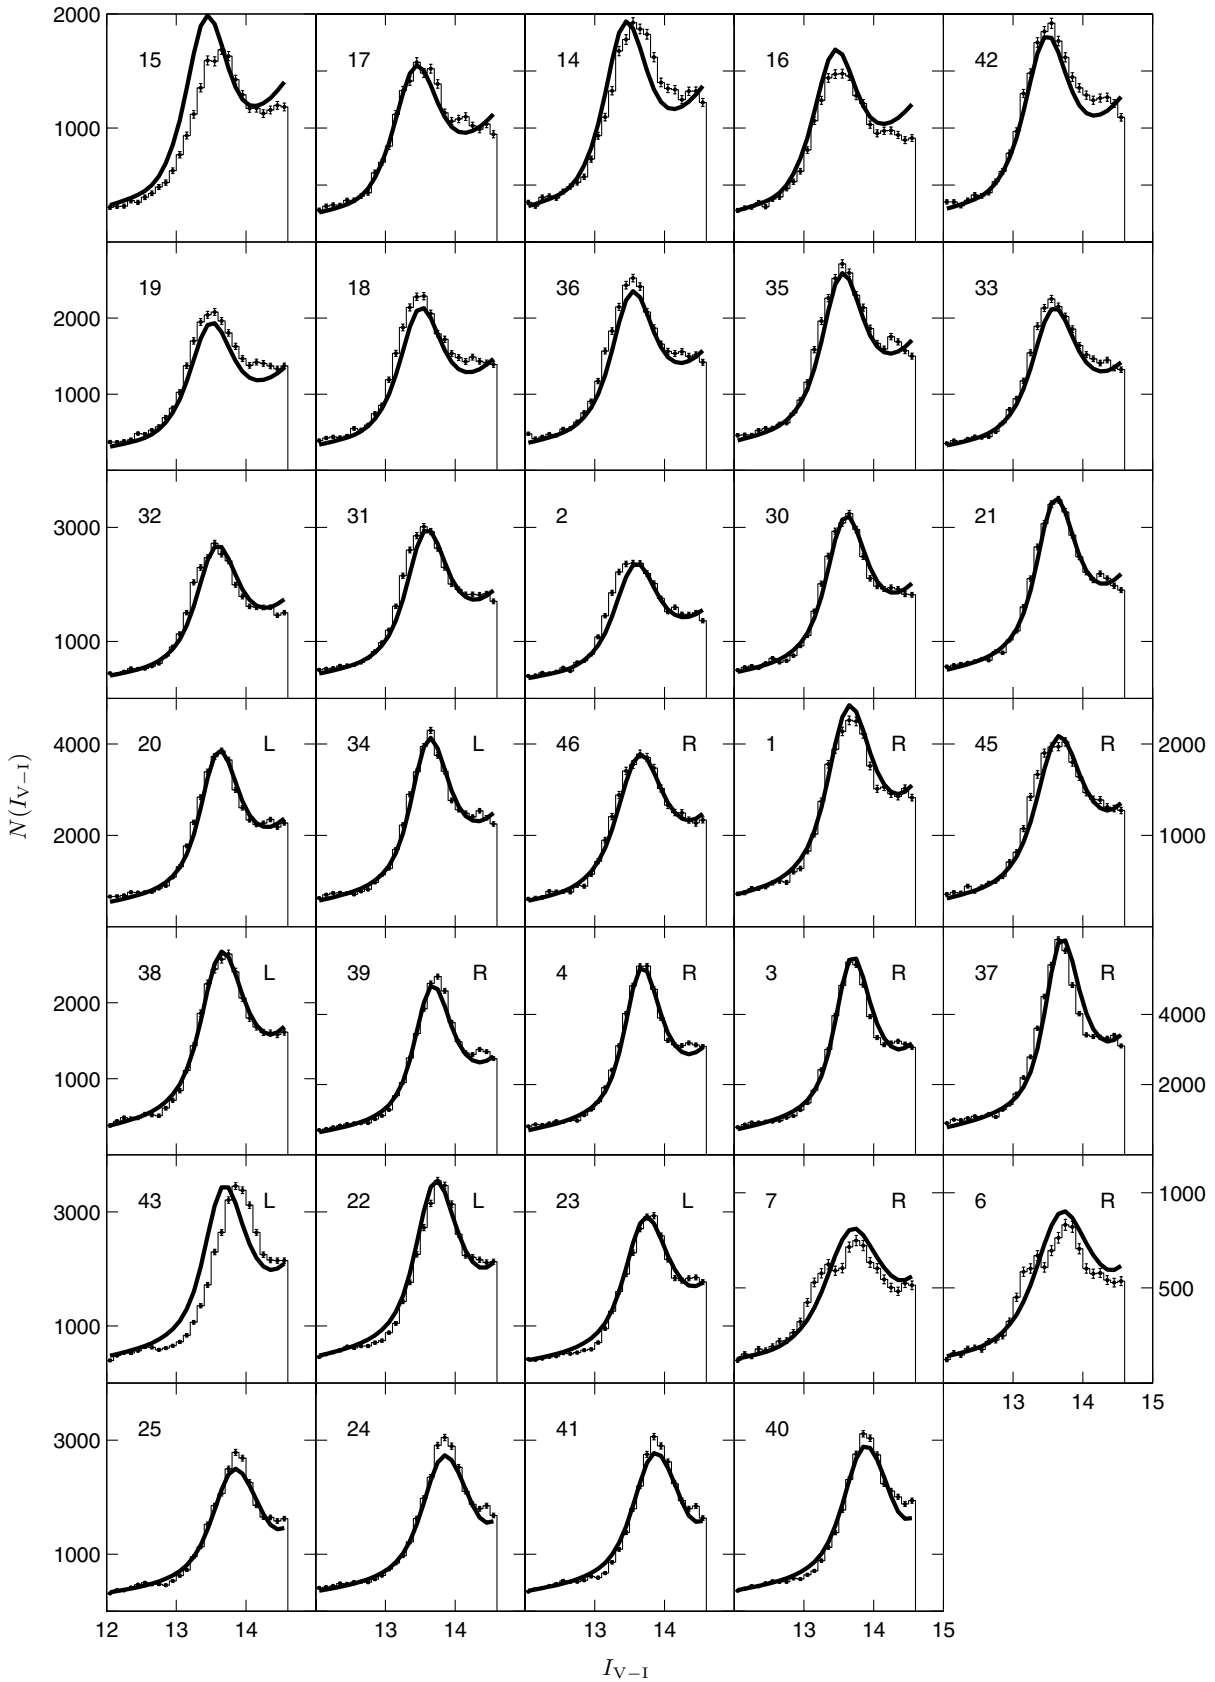 2000
15
17
14
16
42
1000
19
18
36
35
33
2000
1000
32
31
2
30
21
3000
1000
20 L
34 L
46 R
1 R
45 R
4000
2000
2000
1000
N(I_{V−I})
38 L
39 R
4 R
3 R
37 R
2000
1000
4000
2000
43 L
22 L
23 L
7 R
6 R
3000
1000
1000
500
13 14 15
25
24
41
40
3000
1000
12 13 14 13 14 13 14 13 14 15
I_{V−I}